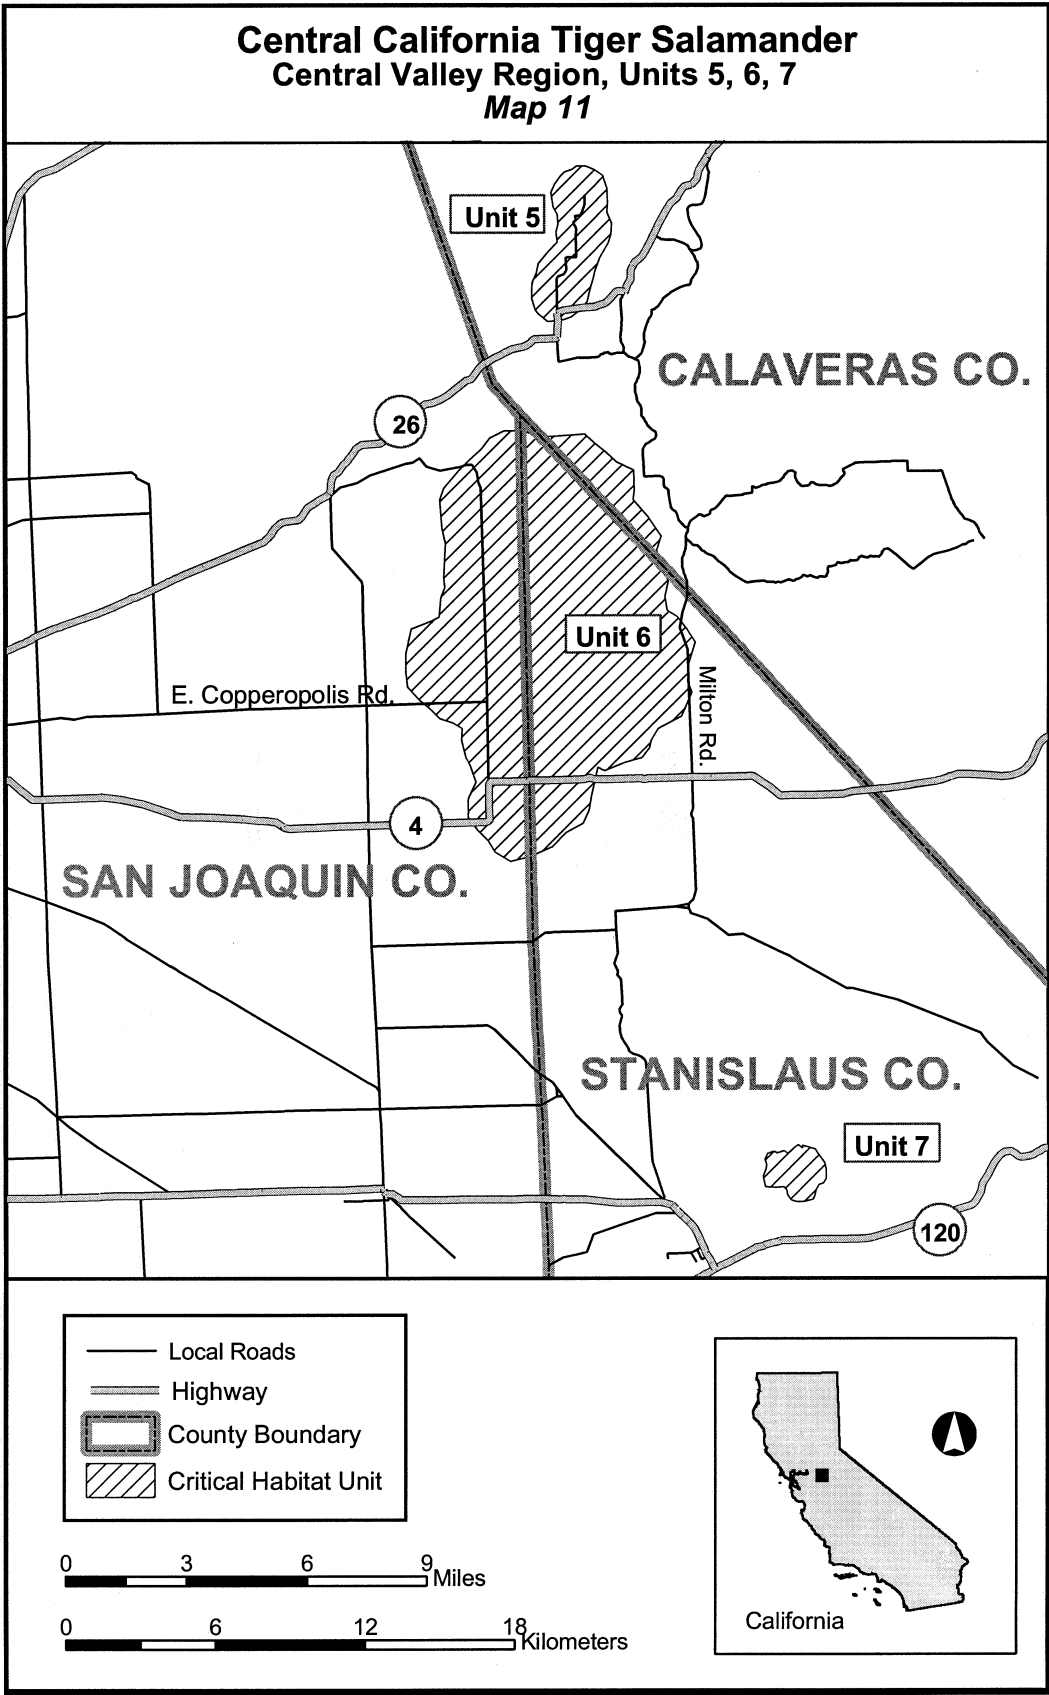 Central California Tiger Salamander
Central Valley Region, Units 5, 6, 7
Map 11
Unit 5
CALAVERAS CO.
26
Unit 6
E. Copperopolis Rd.
Milton Rd.
4
SAN JOAQUIN CO.
STANISLAUS CO.
Unit 7
120
Local Roads
Highway
County Boundary
Critical Habitat Unit
0 3 6 9
Miles
0 6 12 18
Kilometers
California